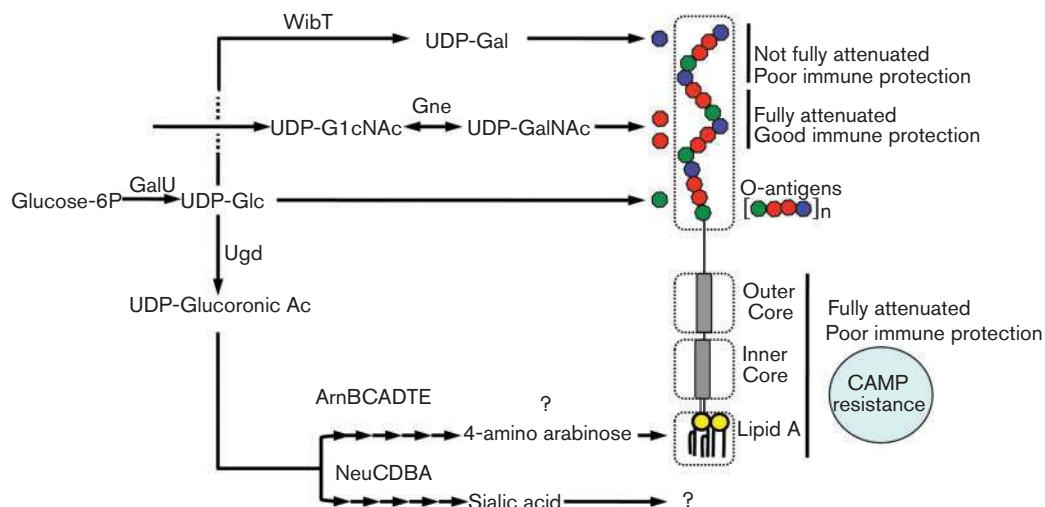 WibT
UDP-Gal
Not fully attenuated
Poor immune protection
Gne
UDP-G1cNAc
UDP-GalNAc
Fully attenuated
Good immune protection
GalU
Glucose-6P
UDP-Glc
O-antigens
[ ]n
Ugd
UDP-Glucoronic Ac
Outer
Core
Fully attenuated
Poor immune protection
Inner
Core
CAMP
resistance
ArnBCADTE
?
4-amino arabinose
Lipid A
NeuCDBA
Sialic acid
?